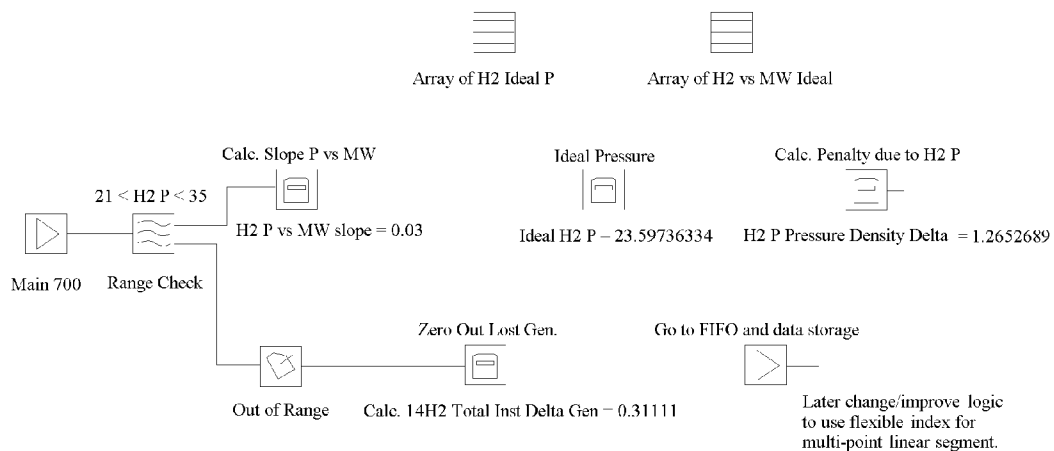 Array of H2 Ideal P
Array of H2 vs MW Ideal
Calc. Slope P vs MW
Ideal Pressure
Calc. Penalty due to H2 P
21 < H2 P < 35
H2 P vs MW slope = 0.03
Ideal H2 P – 23.59736334
H2 P Pressure Density Delta = 1.2652689
Main 700
Range Check
Zero Out Lost Gen.
Go to FIFO and data storage
Out of Range
Calc. 14H2 Total Inst Delta Gen = 0.31111
Later change/improve logic
to use flexible index for
multi-point linear segment.